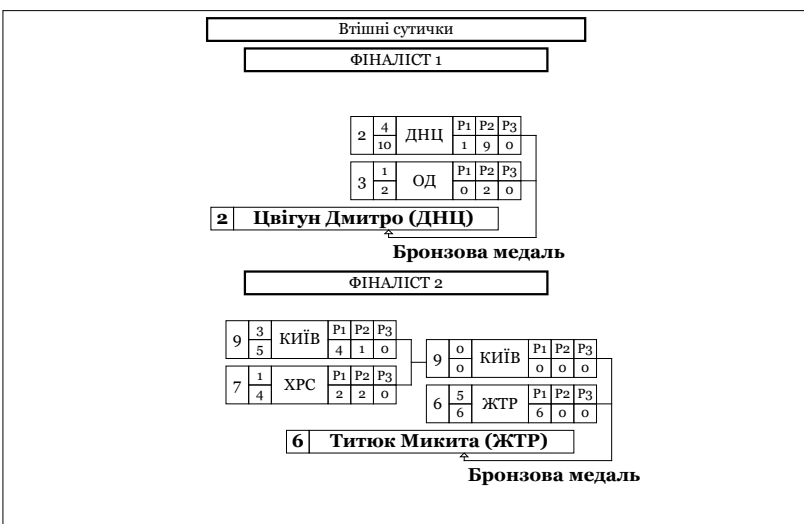 Втішні сутички
ФІНАЛІСТ 1
2 4 ДНЦ P1 P2 P3
10 1 9 0
3 1 ОД P1 P2 P3
2 0 2 0
2 Цвігун Дмитро (ДНЦ)
Бронзова медаль
ФІНАЛІСТ 2
9 3 КИЇВ P1 P2 P3
5 4 1 0
9 0 КИЇВ P1 P2 P3
0 0 0 0
7 1 ХРС P1 P2 P3
4 2 2 0
6 5 ЖТР P1 P2 P3
6 6 0 0
6 Титюк Микита (ЖТР)
Бронзова медаль